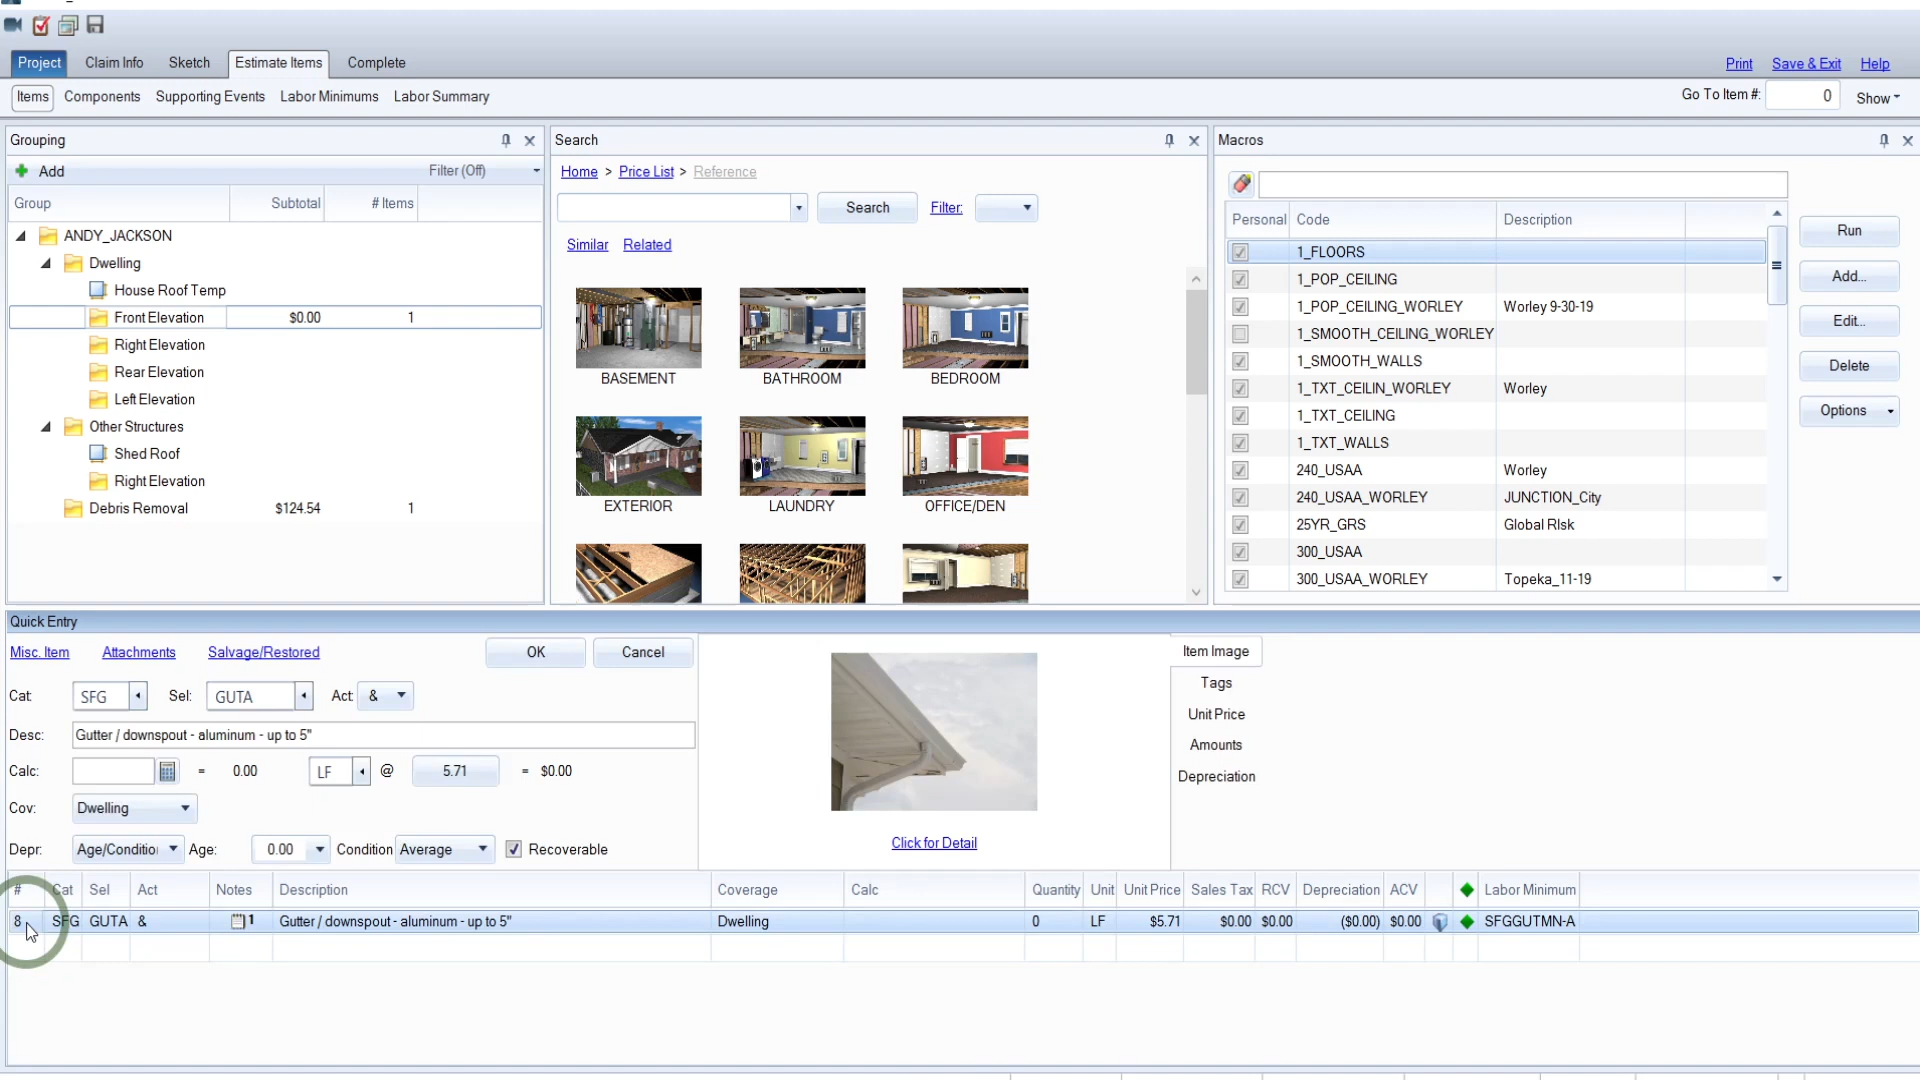 Project Claim Info Sketch Estimate Items Complete Print Save & Exit Help
Items Components Supporting Events Labor Minimums Labor Summary Go To Item #: 0 Show
Grouping
Add Filter (Off)
Group Subtotal # Items
ANDY_JACKSON
Dwelling
House Roof Temp
Front Elevation $0.00 1
Right Elevation
Rear Elevation
Left Elevation
Other Structures
Shed Roof
Right Elevation
Debris Removal $124.54 1
Search
Home > Price List > Reference
Search Filter:
Similar Related
BASEMENT BATHROOM BEDROOM
EXTERIOR LAUNDRY OFFICE/DEN
Macros
Personal Code Description
1_FLOORS
1_POP_CEILING
1_POP_CEILING_WORLEY Worley 9-30-19
1_SMOOTH_CEILING_WORLEY
1_SMOOTH_WALLS
1_TXT_CEILIN_WORLEY Worley
1_TXT_CEILING
1_TXT_WALLS
240_USAA Worley
240_USAA_WORLEY JUNCTION_City
25YR_GRS Global RIsk
300_USAA
300_USAA_WORLEY Topeka_11-19
Run
Add...
Edit...
Delete
Options
Quick Entry
Misc. Item Attachments Salvage/Restored OK Cancel
Cat: SFG Sel: GUTA Act: &
Desc: Gutter / downspout - aluminum - up to 5"
Calc: = 0.00 LF @ 5.71 = $0.00
Cov: Dwelling
Depr: Age/Conditio Age: 0.00 Condition Average Recoverable
Click for Detail
Item Image
Tags
Unit Price
Amounts
Depreciation
# Cat Sel Act Notes Description Coverage Calc Quantity Unit Unit Price Sales Tax RCV Depreciation ACV Labor Minimum
8 SFG GUTA & 1 Gutter / downspout - aluminum - up to 5" Dwelling 0 LF $5.71 $0.00 $0.00 ($0.00) $0.00 SFGGUTMN-A